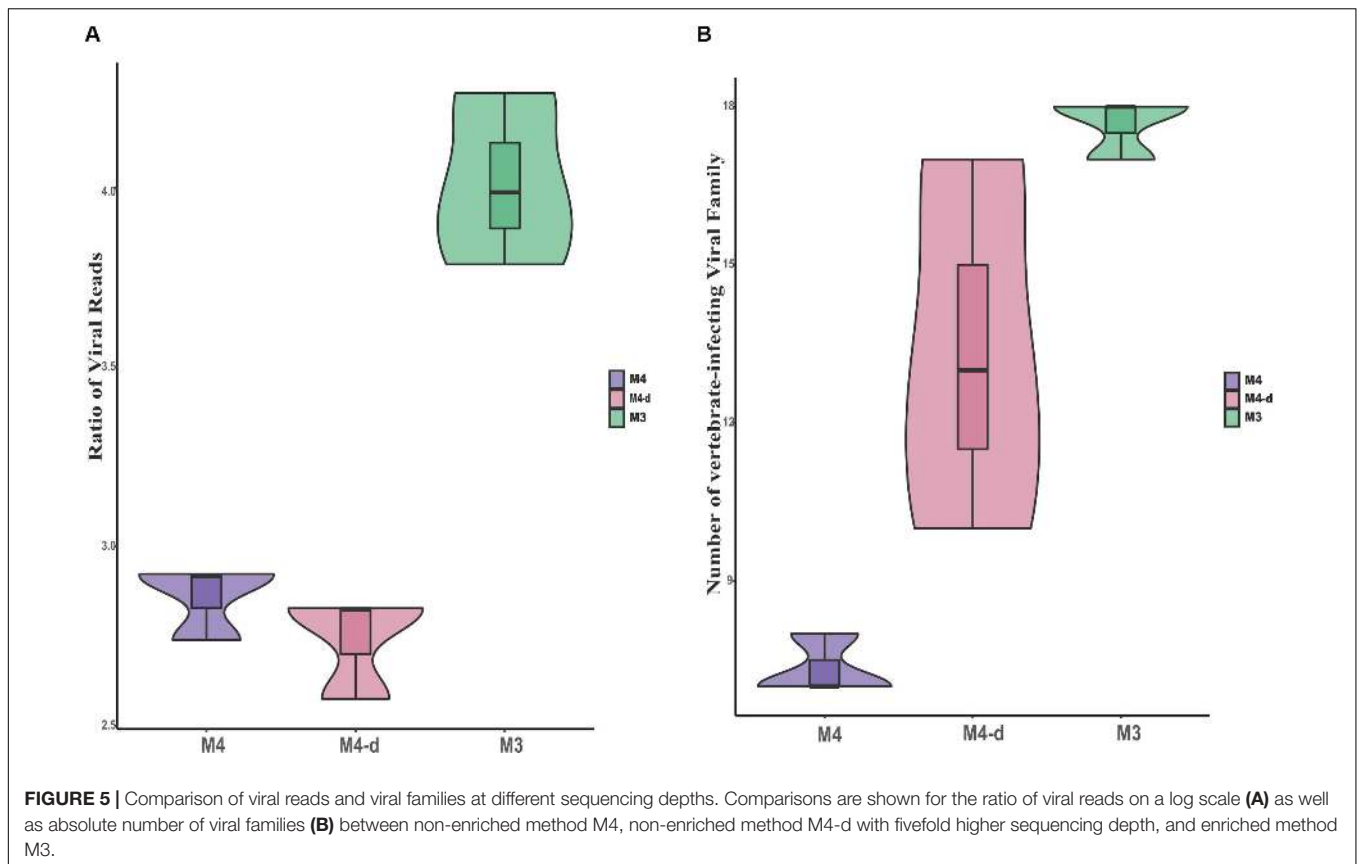 A
Ratio of Viral Reads
4.0
3.5
3.0
2.5
M4
M4-d
M3
M4
M4-d
M3
B
Number of vertebrate-infecting Viral Family
18
15
12
9
M4
M4-d
M3
M4
M4-d
M3
FIGURE 5 | Comparison of viral reads and viral families at different sequencing depths. Comparisons are shown for the ratio of viral reads on a log scale (A) as well
as absolute number of viral families (B) between non-enriched method M4, non-enriched method M4-d with fivefold higher sequencing depth, and enriched method
M3.